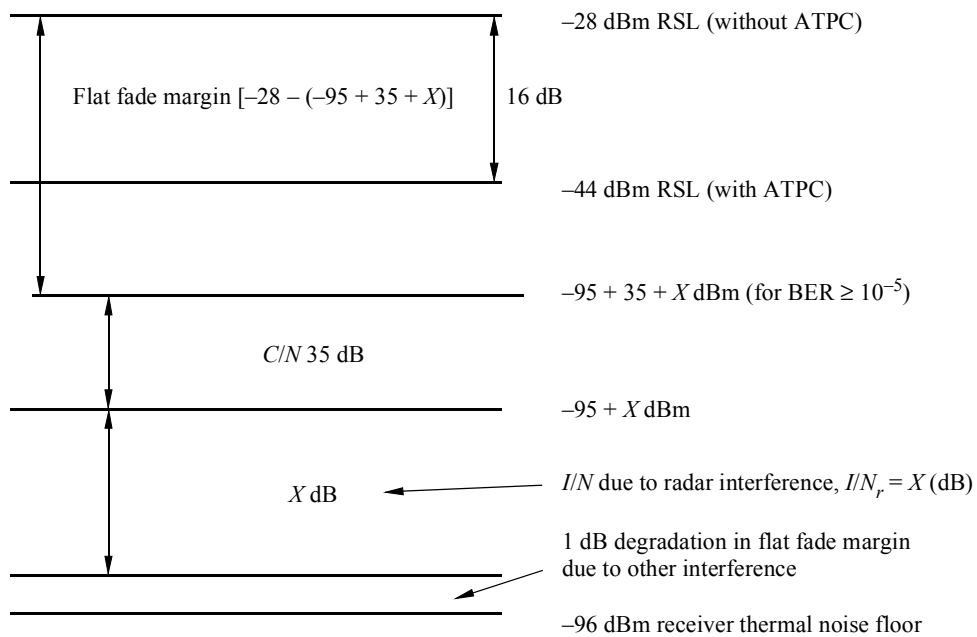 –28 dBm RSL (without ATPC)
Flat fade margin [–28 – (–95 + 35 + X)]
16 dB
–44 dBm RSL (with ATPC)
–95 + 35 + X dBm (for BER ≥ 10⁻⁵)
C/N 35 dB
–95 + X dBm
X dB
I/N due to radar interference, I/Nᵣ = X (dB)
1 dB degradation in flat fade margin
due to other interference
–96 dBm receiver thermal noise floor